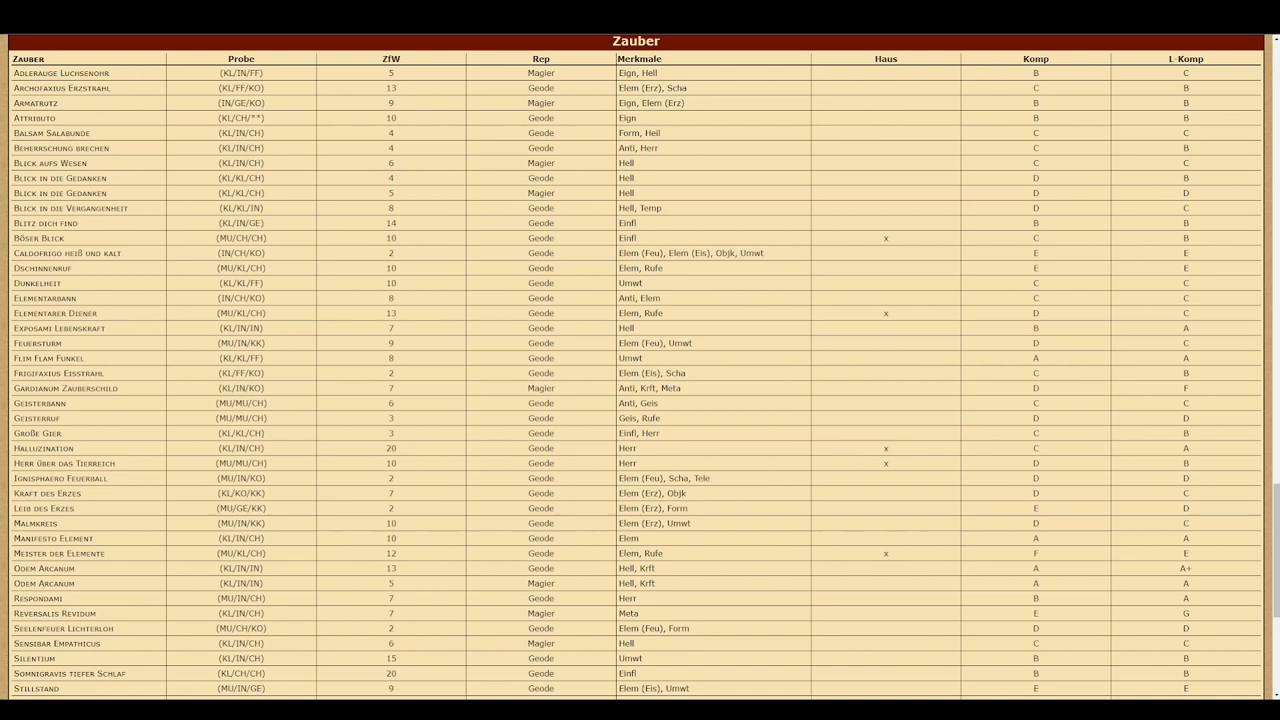 Zauber
Zauber Probe ZfW Rep Merkmale Haus Komp L-Komp
Adlerauge Luchsenohr (KL/IN/FF) 5 Magier Eign, Hell B C
Archofaxius Erzstrahl (KL/FF/KO) 13 Geode Elem (Erz), Scha C B
Armatrutz (IN/GE/KO) 9 Magier Eign, Elem (Erz) B B
Attributo (KL/CH/**) 10 Geode Eign B B
Balsam Salabunde (KL/IN/CH) 4 Geode Form, Heil C C
Beherrschung brechen (KL/IN/CH) 4 Geode Anti, Herr C B
Blick aufs Wesen (KL/IN/CH) 6 Magier Hell C C
Blick in die Gedanken (KL/KL/CH) 4 Geode Hell D B
Blick in die Gedanken (KL/KL/CH) 5 Magier Hell D D
Blick in die Vergangenheit (KL/KL/IN) 8 Geode Hell, Temp D C
Blitz dich find (KL/IN/GE) 14 Geode Einfl B B
Böser Blick (MU/CH/CH) 10 Geode Einfl x C B
Caldofrigo heiß und kalt (IN/CH/KO) 2 Geode Elem (Feu), Elem (Eis), Objk, Umwt E E
Dschinnenruf (MU/KL/CH) 10 Geode Elem, Rufe E E
Dunkelheit (KL/KL/FF) 10 Geode Umwt C C
Elementarbann (IN/CH/KO) 8 Geode Anti, Elem C C
Elementarer Diener (MU/KL/CH) 13 Geode Elem, Rufe x D C
Exposami Lebenskraft (KL/IN/IN) 7 Geode Hell B A
Feuersturm (MU/IN/KK) 9 Geode Elem (Feu), Umwt D C
Flim Flam Funkel (KL/KL/FF) 8 Geode Umwt A A
Frigifaxius Eisstrahl (KL/FF/KO) 2 Geode Elem (Eis), Scha C B
Gardianum Zauberschild (KL/IN/KO) 7 Magier Anti, Krft, Meta D F
Geisterbann (MU/MU/CH) 6 Geode Anti, Geis C C
Geisterruf (MU/MU/CH) 3 Geode Geis, Rufe D D
Große Gier (KL/KL/CH) 3 Geode Einfl, Herr C B
Halluzination (KL/IN/CH) 20 Geode Herr x C A
Herr über das Tierreich (MU/MU/CH) 10 Geode Herr x D B
Ignisphaero Feuerball (MU/IN/KO) 2 Geode Elem (Feu), Scha, Tele D D
Kraft des Erzes (KL/KO/KK) 7 Geode Elem (Erz), Objk D C
Leib des Erzes (MU/GE/KK) 2 Geode Elem (Erz), Form E D
Malmkreis (MU/IN/KK) 10 Geode Elem (Erz), Umwt D C
Manifesto Element (KL/IN/CH) 10 Geode Elem A A
Meister der Elemente (MU/KL/CH) 12 Geode Elem, Rufe x F E
Odem Arcanum (KL/IN/IN) 13 Geode Hell, Krft A A+
Odem Arcanum (KL/IN/IN) 5 Magier Hell, Krft A A
Respondami (MU/IN/CH) 7 Geode Herr B A
Reversalis Revidum (KL/IN/CH) 7 Magier Meta E G
Seelenfeuer Lichterloh (MU/CH/KO) 2 Geode Elem (Feu), Form D D
Sensibar Empathicus (KL/IN/CH) 6 Magier Hell C C
Silentium (KL/IN/CH) 15 Geode Umwt B B
Somnigravis tiefer Schlaf (KL/CH/CH) 20 Geode Einfl B B
Stillstand (MU/IN/GE) 9 Geode Elem (Eis), Umwt E E